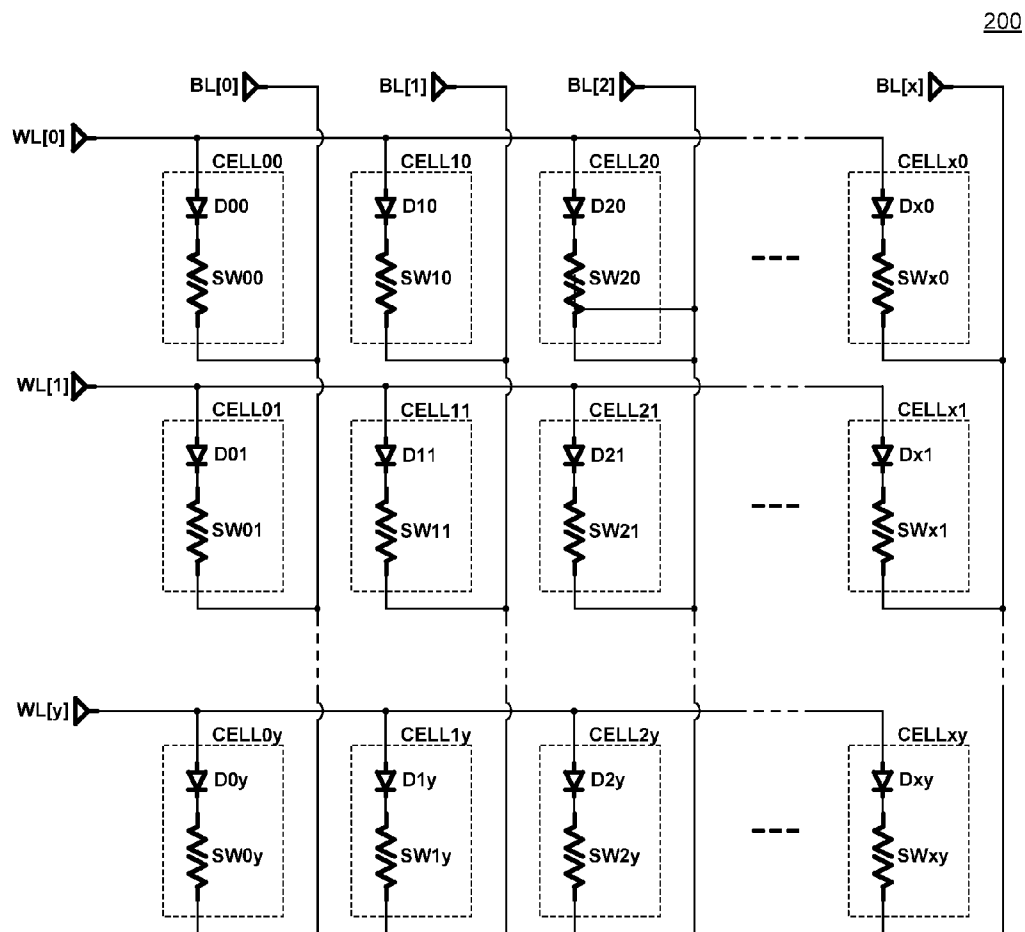 200
BL[0] BL[1] BL[2] BL[x]
WL[0]
CELL00 CELL10 CELL20 CELLx0
D00 D10 D20 Dx0
SW00 SW10 SW20 SWx0
WL[1]
CELL01 CELL11 CELL21 CELLx1
D01 D11 D21 Dx1
SW01 SW11 SW21 SWx1
WL[y]
CELL0y CELL1y CELL2y CELLxy
D0y D1y D2y Dxy
SW0y SW1y SW2y SWxy